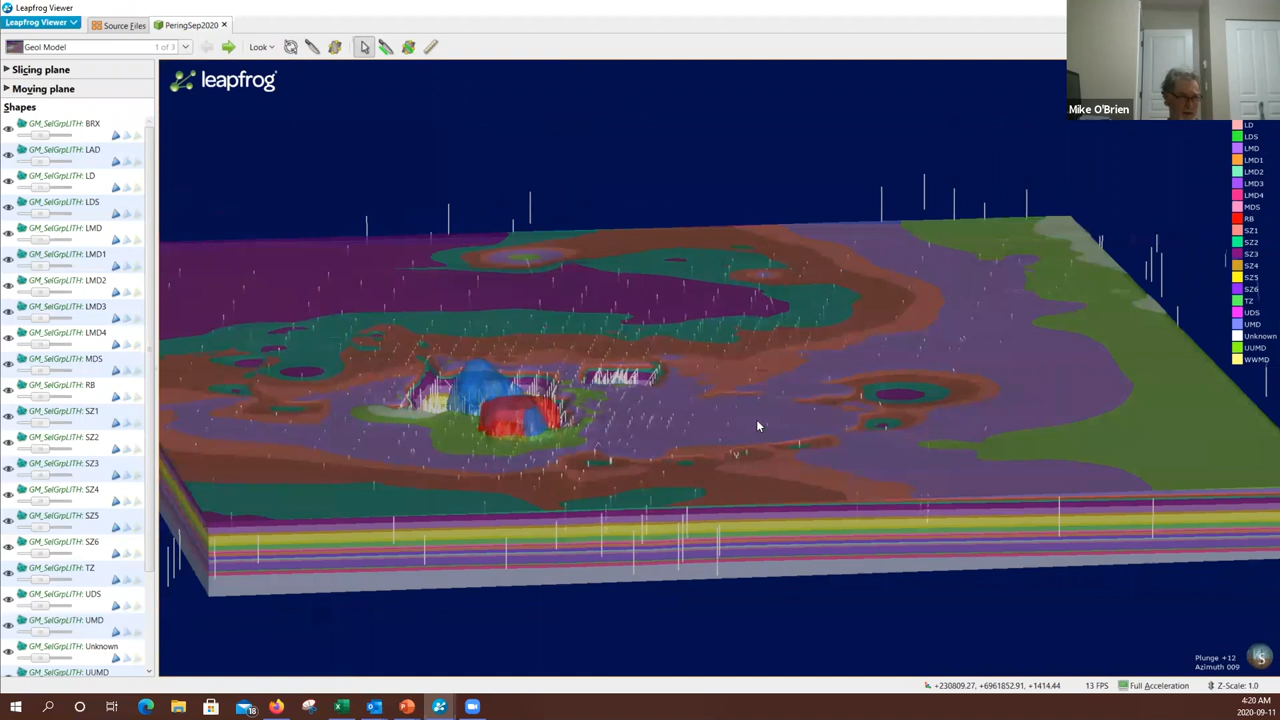 Leapfrog Viewer
Leapfrog Viewer
Source Files
PeringSep2020
Geol Model
1 of 3
Look
Slicing plane
Moving plane
Shapes
GM_SelGrpLITH: BRX
GM_SelGrpLITH: LAD
GM_SelGrpLITH: LD
GM_SelGrpLITH: LDS
GM_SelGrpLITH: LMD
GM_SelGrpLITH: LMD1
GM_SelGrpLITH: LMD2
GM_SelGrpLITH: LMD3
GM_SelGrpLITH: LMD4
GM_SelGrpLITH: MDS
GM_SelGrpLITH: RB
GM_SelGrpLITH: SZ1
GM_SelGrpLITH: SZ2
GM_SelGrpLITH: SZ3
GM_SelGrpLITH: SZ4
GM_SelGrpLITH: SZ5
GM_SelGrpLITH: SZ6
GM_SelGrpLITH: TZ
GM_SelGrpLITH: UDS
GM_SelGrpLITH: UMD
GM_SelGrpLITH: Unknown
GM_SelGrpLITH: UUMD
leapfrog
Mike O'Brien
LD
LDS
LMD
LMD1
LMD2
LMD3
LMD4
MDS
RB
SZ1
SZ2
SZ3
SZ4
SZ5
SZ6
TZ
UDS
UMD
Unknown
UUMD
WWMD
Plunge +12
Azimuth 009
S
+230809.27, +6961852.91, +1414.44
13 FPS
Full Acceleration
Z-Scale: 1.0
18
4:20 AM
2020-09-11